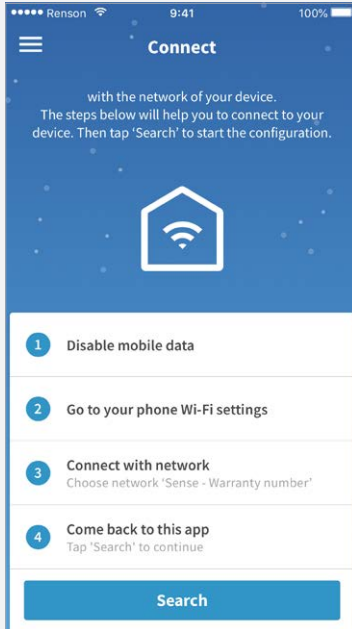 Renson 9:41 100%
Connect
with the network of your device.
The steps below will help you to connect to your
device. Then tap ‘Search’ to start the configuration.
1 Disable mobile data
2 Go to your phone Wi-Fi settings
3 Connect with network
Choose network ‘Sense - Warranty number’
4 Come back to this app
Tap ‘Search’ to continue
Search